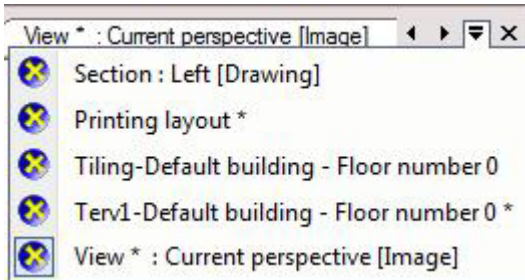 View * : Current perspective [Image]
Section : Left [Drawing]
Printing layout *
Tiling-Default building - Floor number 0
Terv1-Default building - Floor number 0 *
View * : Current perspective [Image]